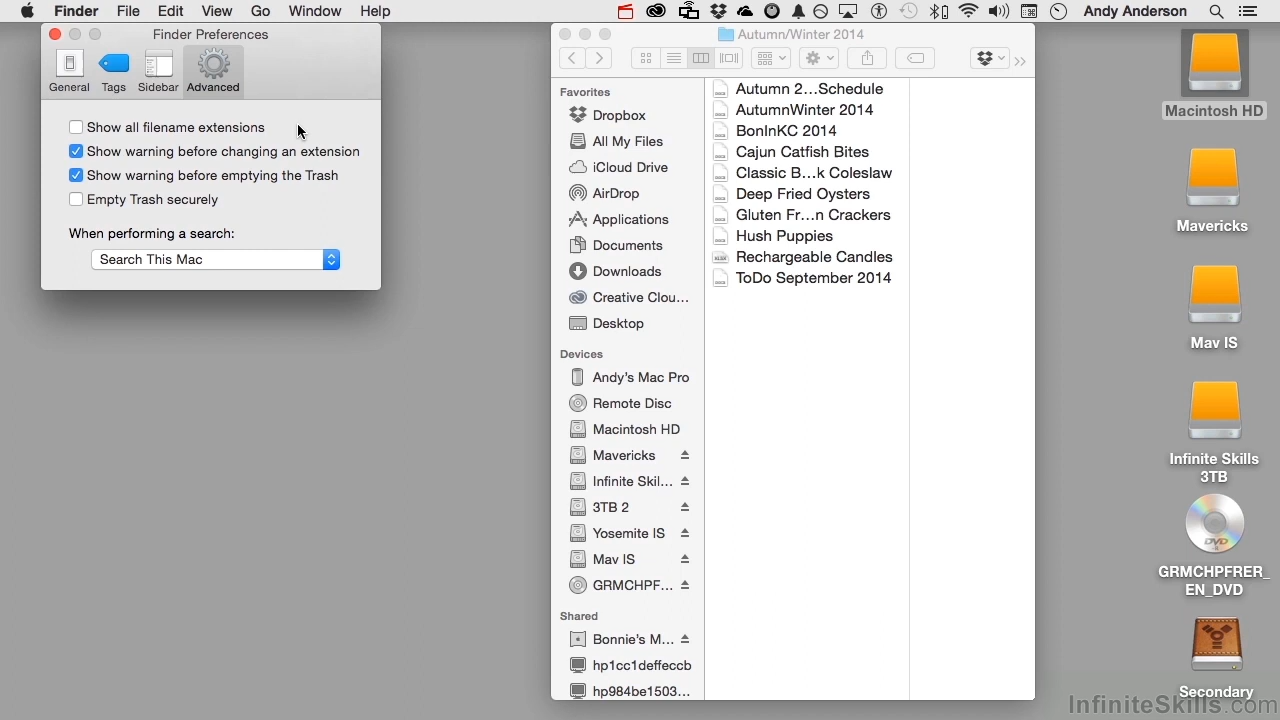 Finder File Edit View Go Window Help Andy Anderson
Finder Preferences
General Tags Sidebar Advanced
Show all filename extensions
Show warning before changing an extension
Show warning before emptying the Trash
Empty Trash securely
When performing a search:
Search This Mac
Autumn/Winter 2014
Favorites
Dropbox
All My Files
iCloud Drive
AirDrop
Applications
Documents
Downloads
Creative Clou...
Desktop
Devices
Andy's Mac Pro
Remote Disc
Macintosh HD
Mavericks
Infinite Skil...
3TB 2
Yosemite IS
Mav IS
GRMCHPF...
Shared
Bonnie's M...
hp1cc1deffeccb
hp984be1503...
Autumn 2...Schedule
AutumnWinter 2014
BonInKC 2014
Cajun Catfish Bites
Classic B...k Coleslaw
Deep Fried Oysters
Gluten Fr...n Crackers
Hush Puppies
XLSX Rechargeable Candles
ToDo September 2014
Macintosh HD
Mavericks
Mav IS
Infinite Skills
3TB
DVD
GRMCHPFRER_
EN_DVD
Secondary
InfiniteSkills.com